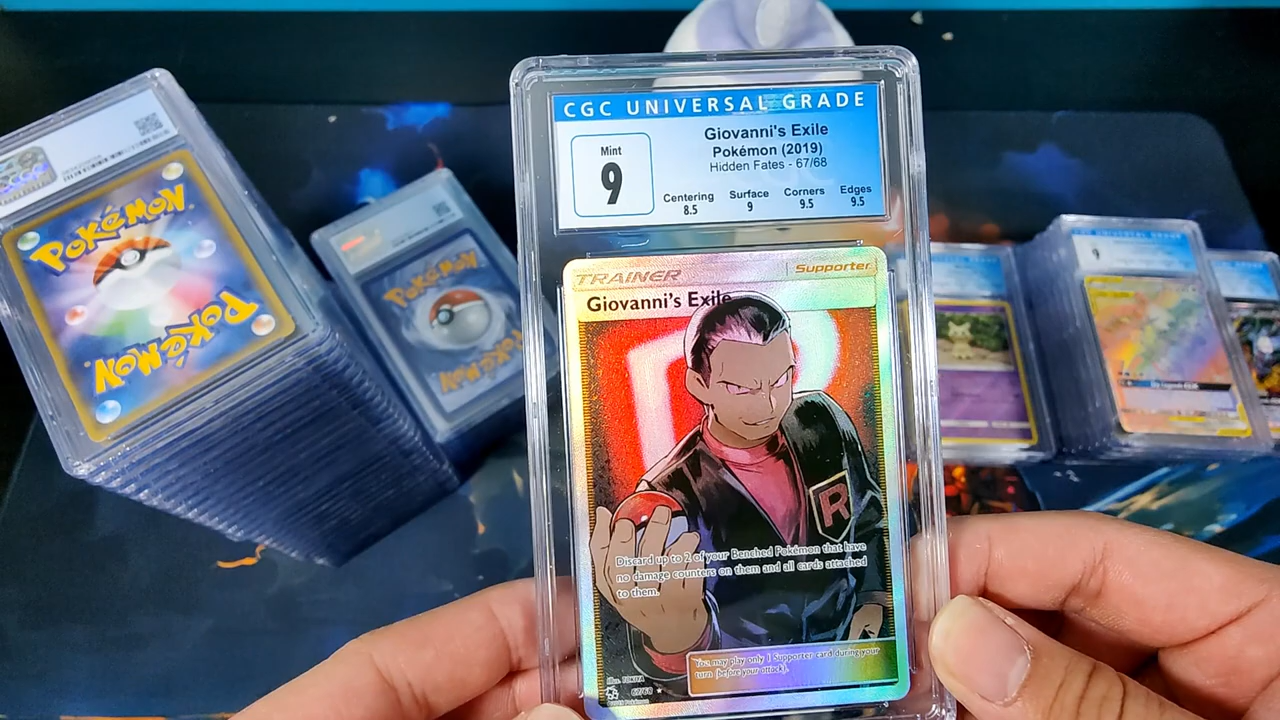 CGC UNIVERSAL GRADE
Mint
9
Giovanni's Exile
Pokémon (2019)
Hidden Fates - 67/68
Centering Surface Corners Edges
8.5 9 9.5 9.5
TRAINER Supporter
Giovanni's Exile
R
Discard up to 2 of your Benched Pokémon that have
no damage counters on them and all cards attached
to them.
You may play only 1 Supporter card during your
turn (before your attack).
67/68
POKÉMON
POKÉMON
POKÉMON
POKÉMON